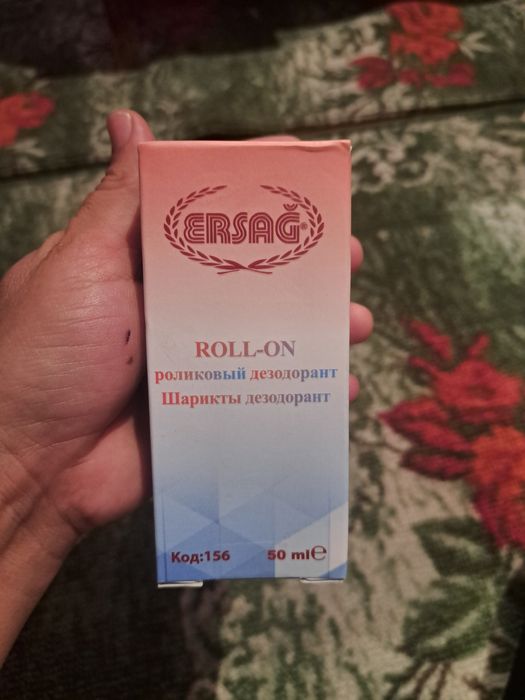 ERSAĞ®
ROLL-ON
роликовый дезодорант
Шарикты дезодорант
Код:156 50 ml℮